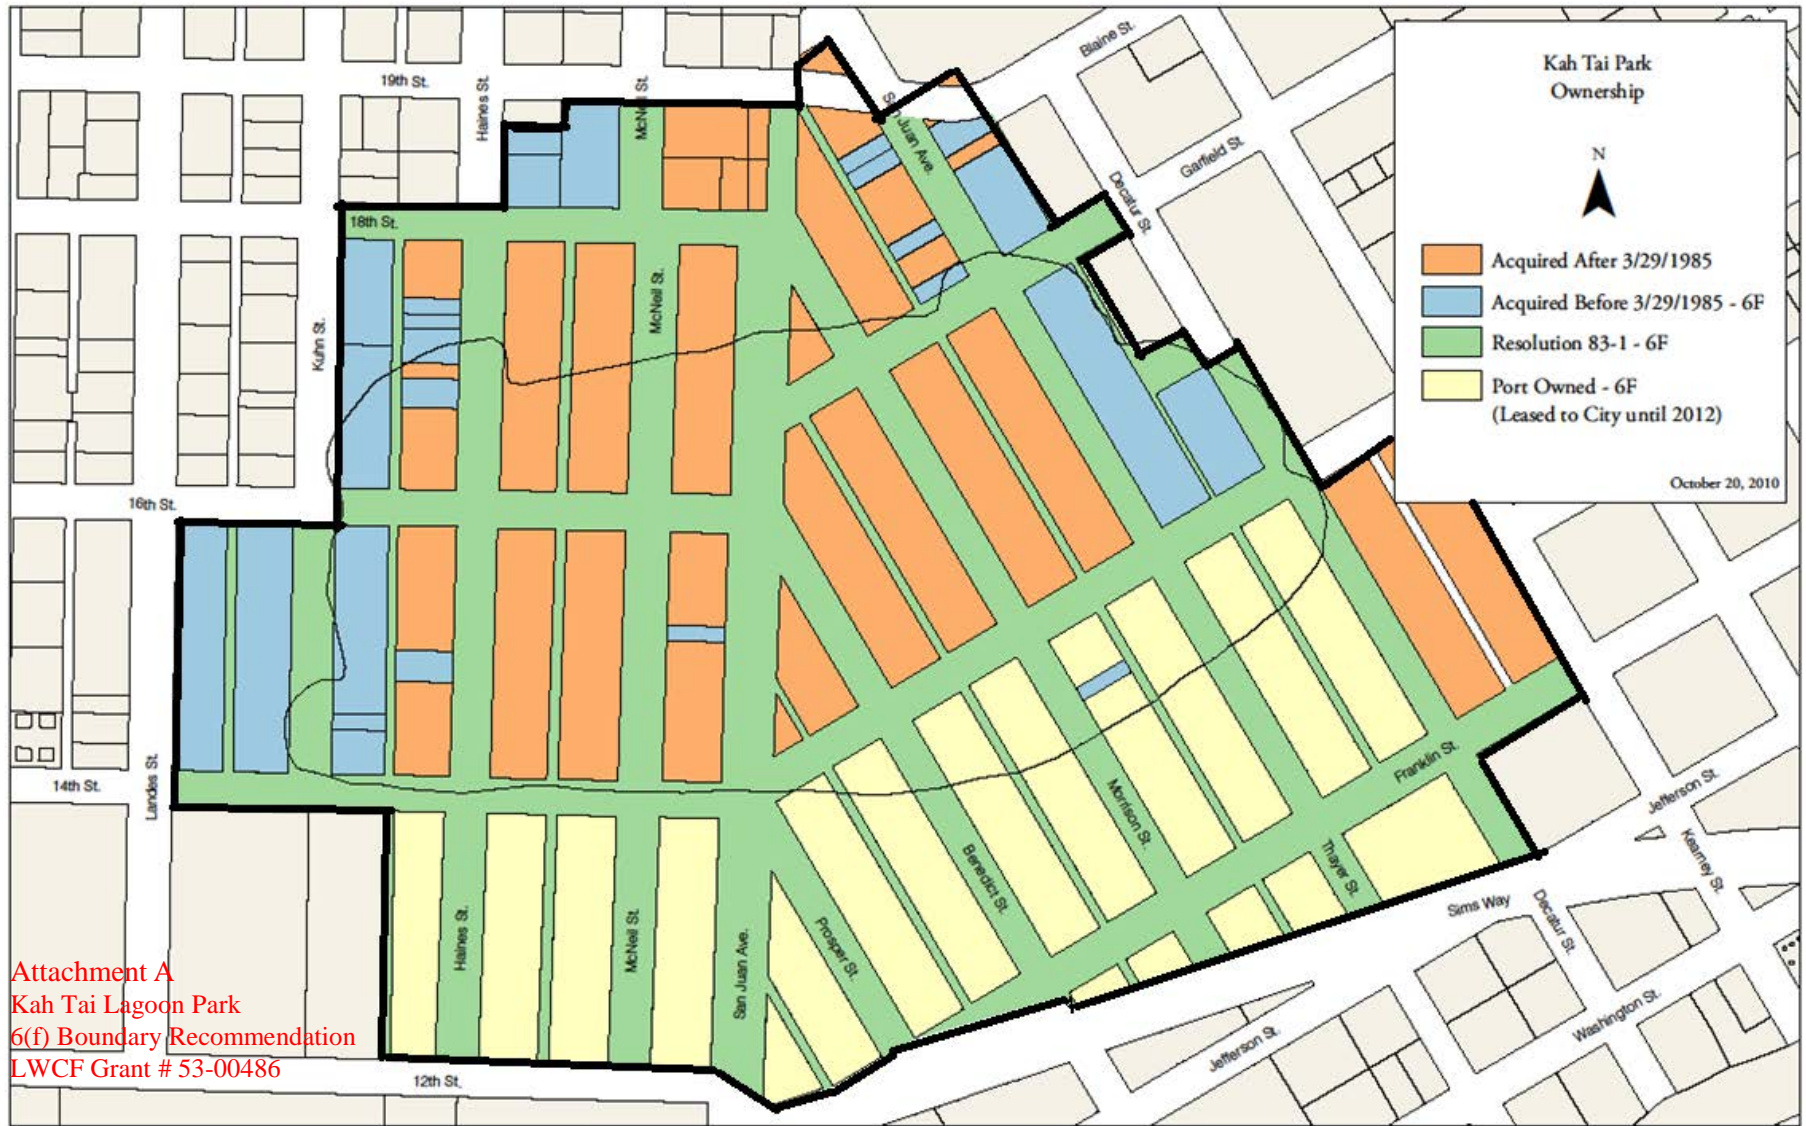 Kah Tai Park
Ownership
N
Acquired After 3/29/1985
Acquired Before 3/29/1985 - 6F
Resolution 83-1 - 6F
Port Owned - 6F
(Leased to City until 2012)
October 20, 2010
Blaine St.
19th St.
Haines St.
McNeil St.
San Juan Ave.
Garfield St.
Decatur St.
18th St.
McNeil St.
Kuhn St.
16th St.
14th St.
Landes St.
Franklin St.
Jefferson St.
Kearney St.
Morrison St.
Thayer St.
Benedict St.
Sims Way
Decatur St.
Haines St.
McNeil St.
San Juan Ave.
Prosper St.
Washington St.
Jefferson St.
12th St.
Attachment A
Kah Tai Lagoon Park
6(f) Boundary Recommendation
LWCF Grant # 53-00486